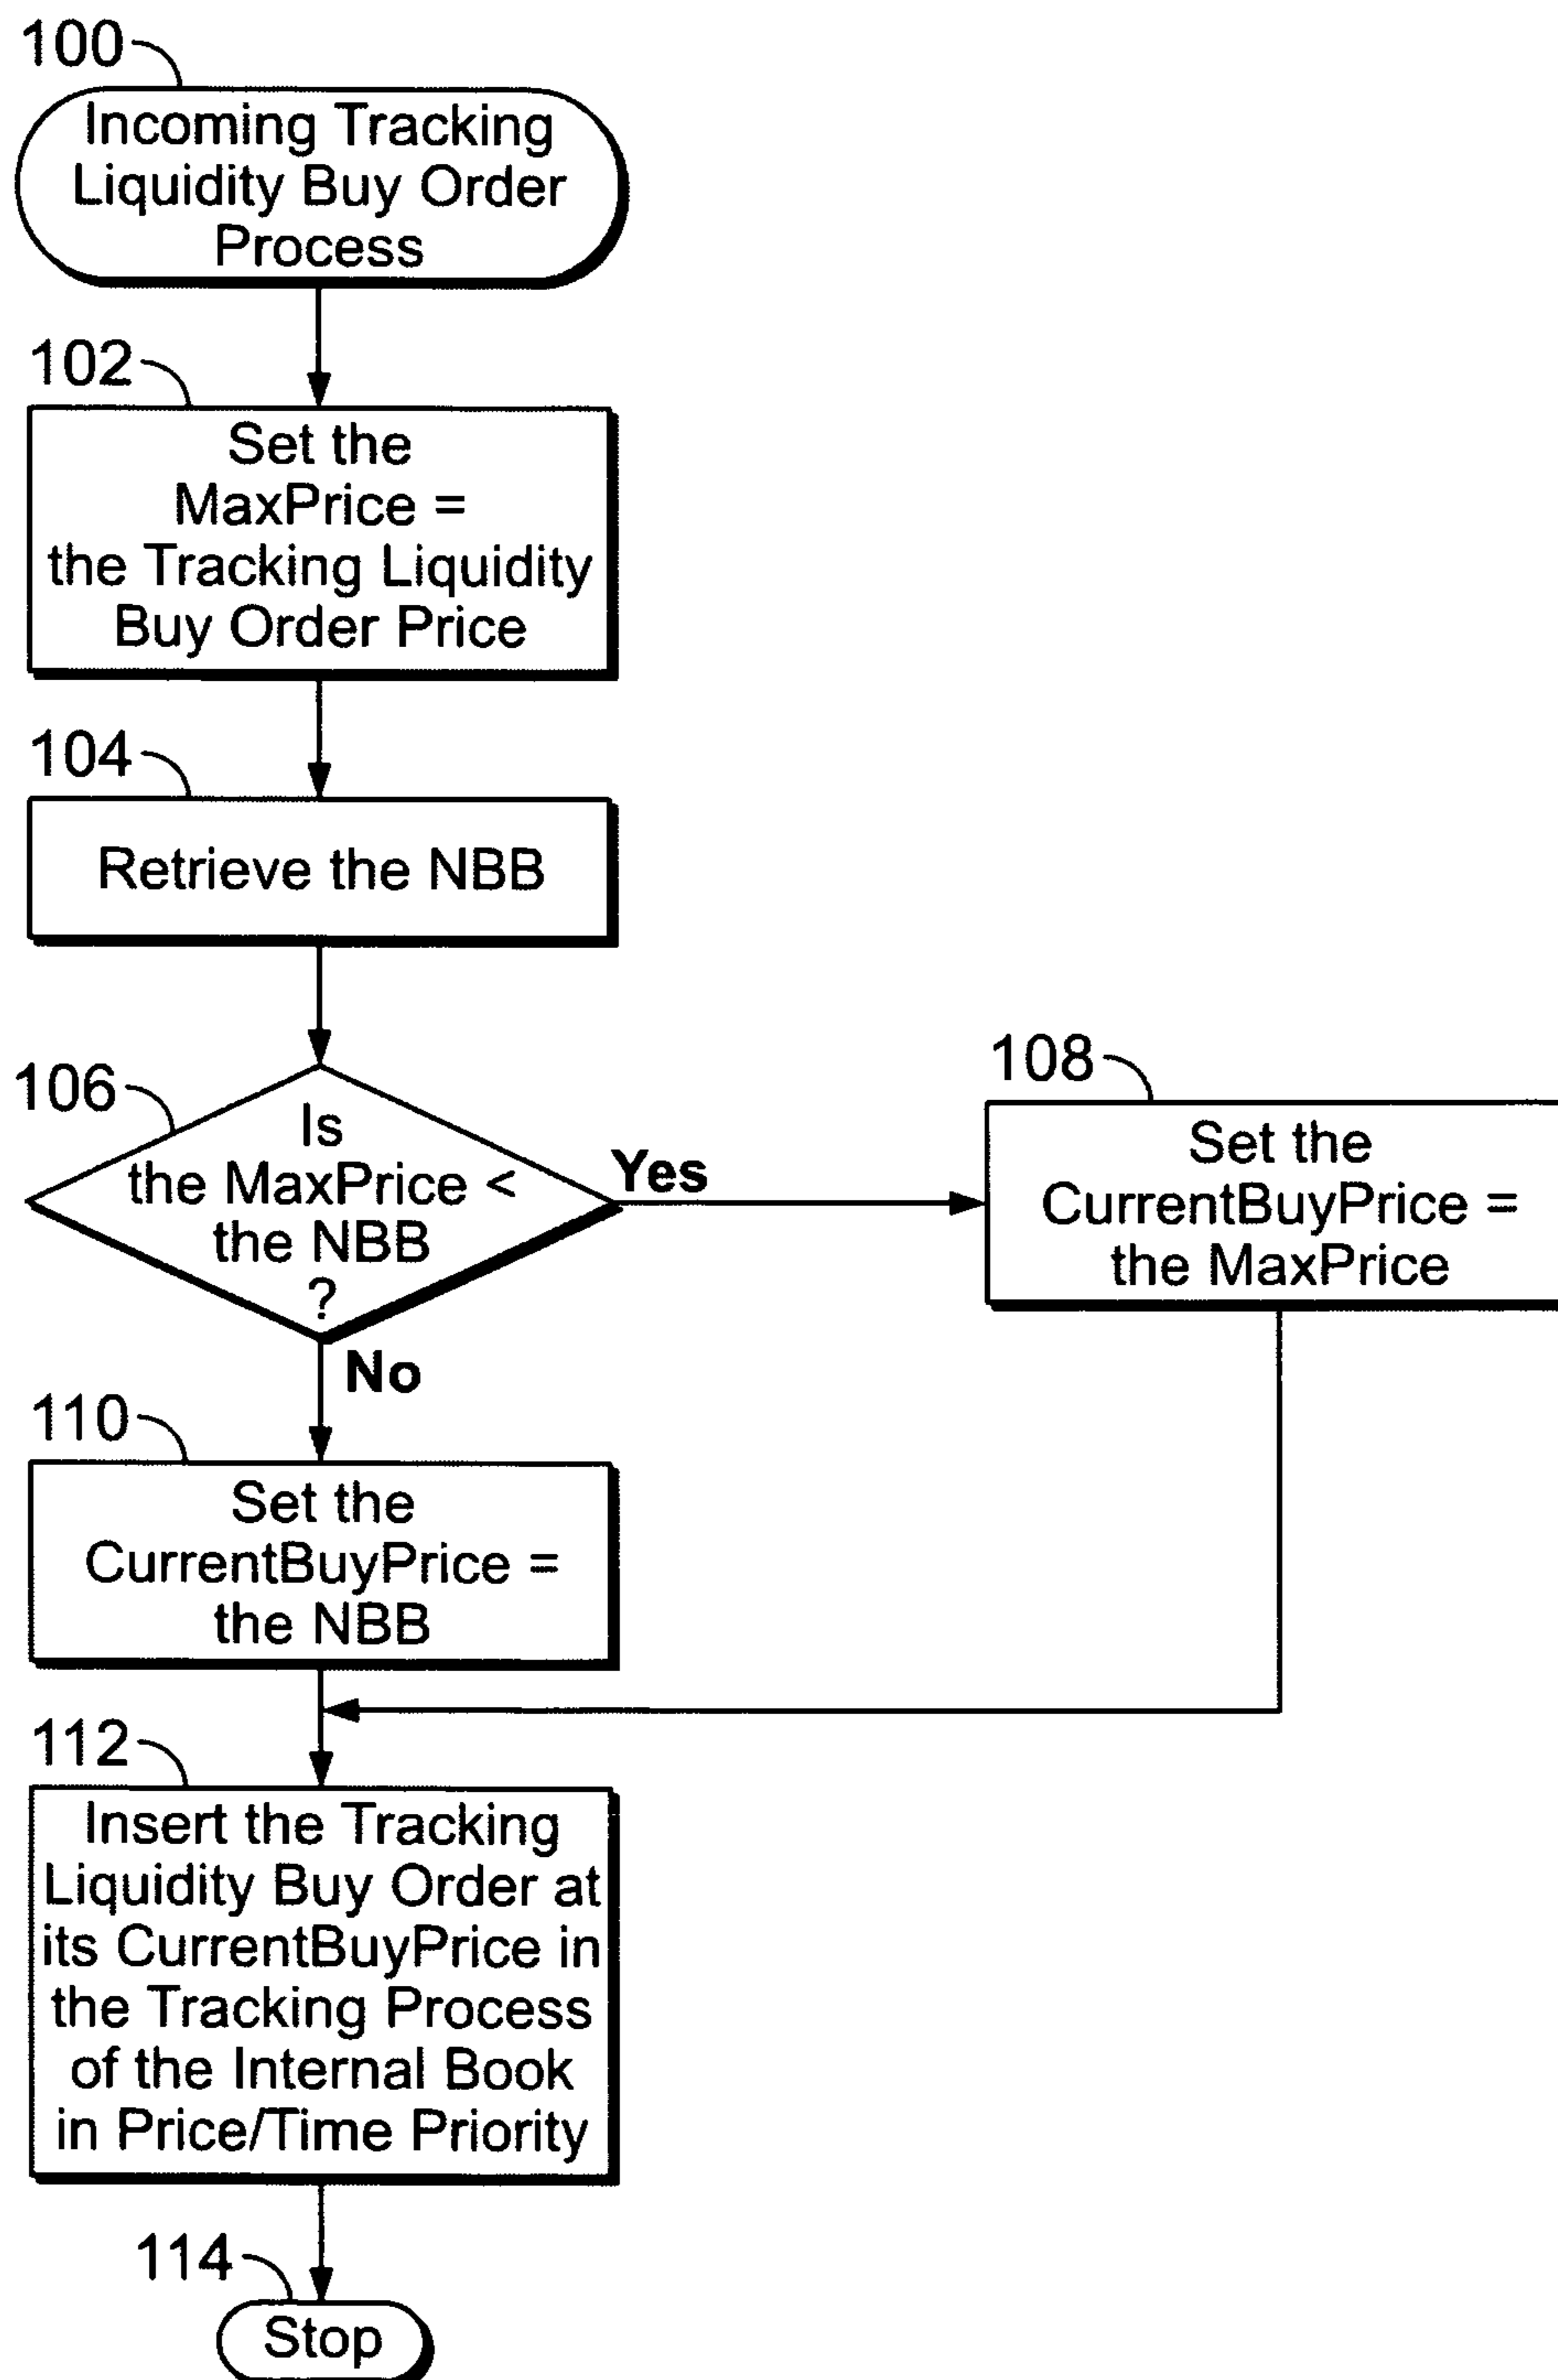 100
Incoming Tracking
Liquidity Buy Order
Process
102
Set the
MaxPrice =
the Tracking Liquidity
Buy Order Price
104
Retrieve the NBB
106
Is
the MaxPrice <
the NBB
?
Yes
108
Set the
CurrentBuyPrice =
the MaxPrice
No
110
Set the
CurrentBuyPrice =
the NBB
112
Insert the Tracking
Liquidity Buy Order at
its CurrentBuyPrice in
the Tracking Process
of the Internal Book
in Price/Time Priority
114
Stop